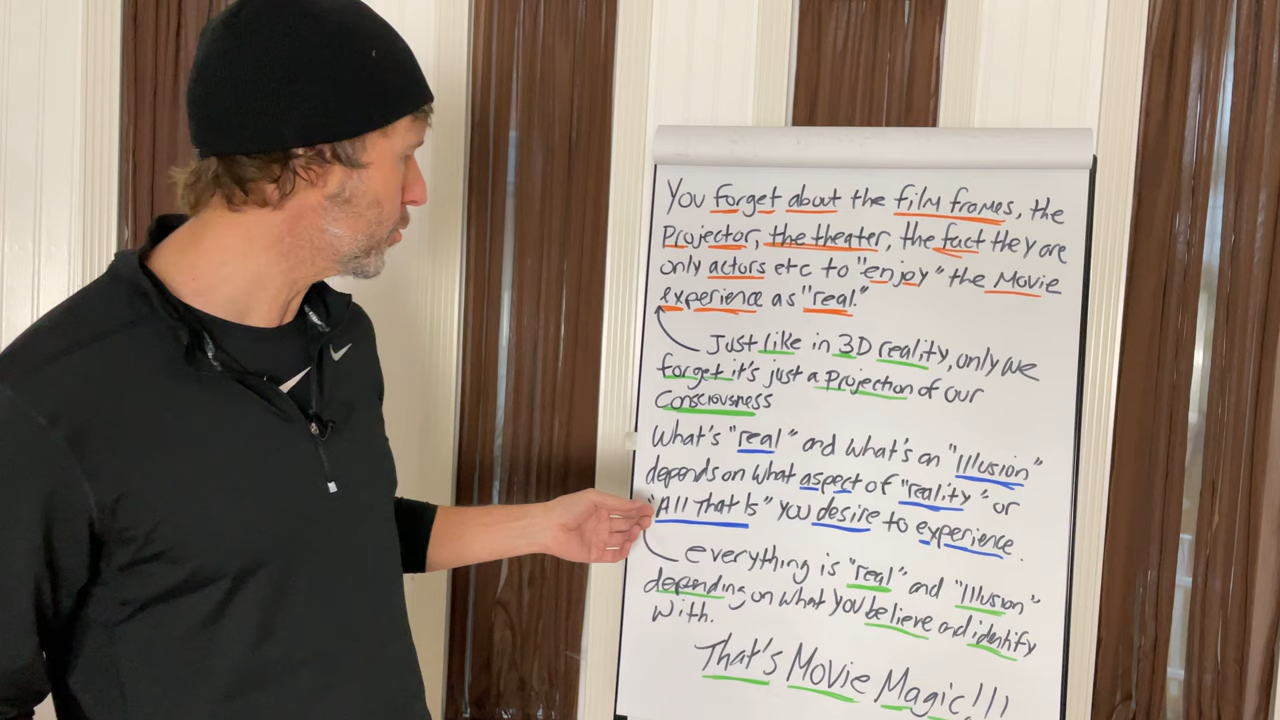 You forget about the film frames, the
Projector, the theater, the fact they are
only actors etc to "enjoy" the Movie
experience as "real."
Just like in 3D reality, only we
forget it's just a Projection of our
Consciousness
What's "real" and what's an "Illusion"
depends on what aspect of "reality" or
"All That Is" you desire to experience.
everything is "real" and "Illusion"
depending on what you believe and identify
with.
That's Movie Magic!!!